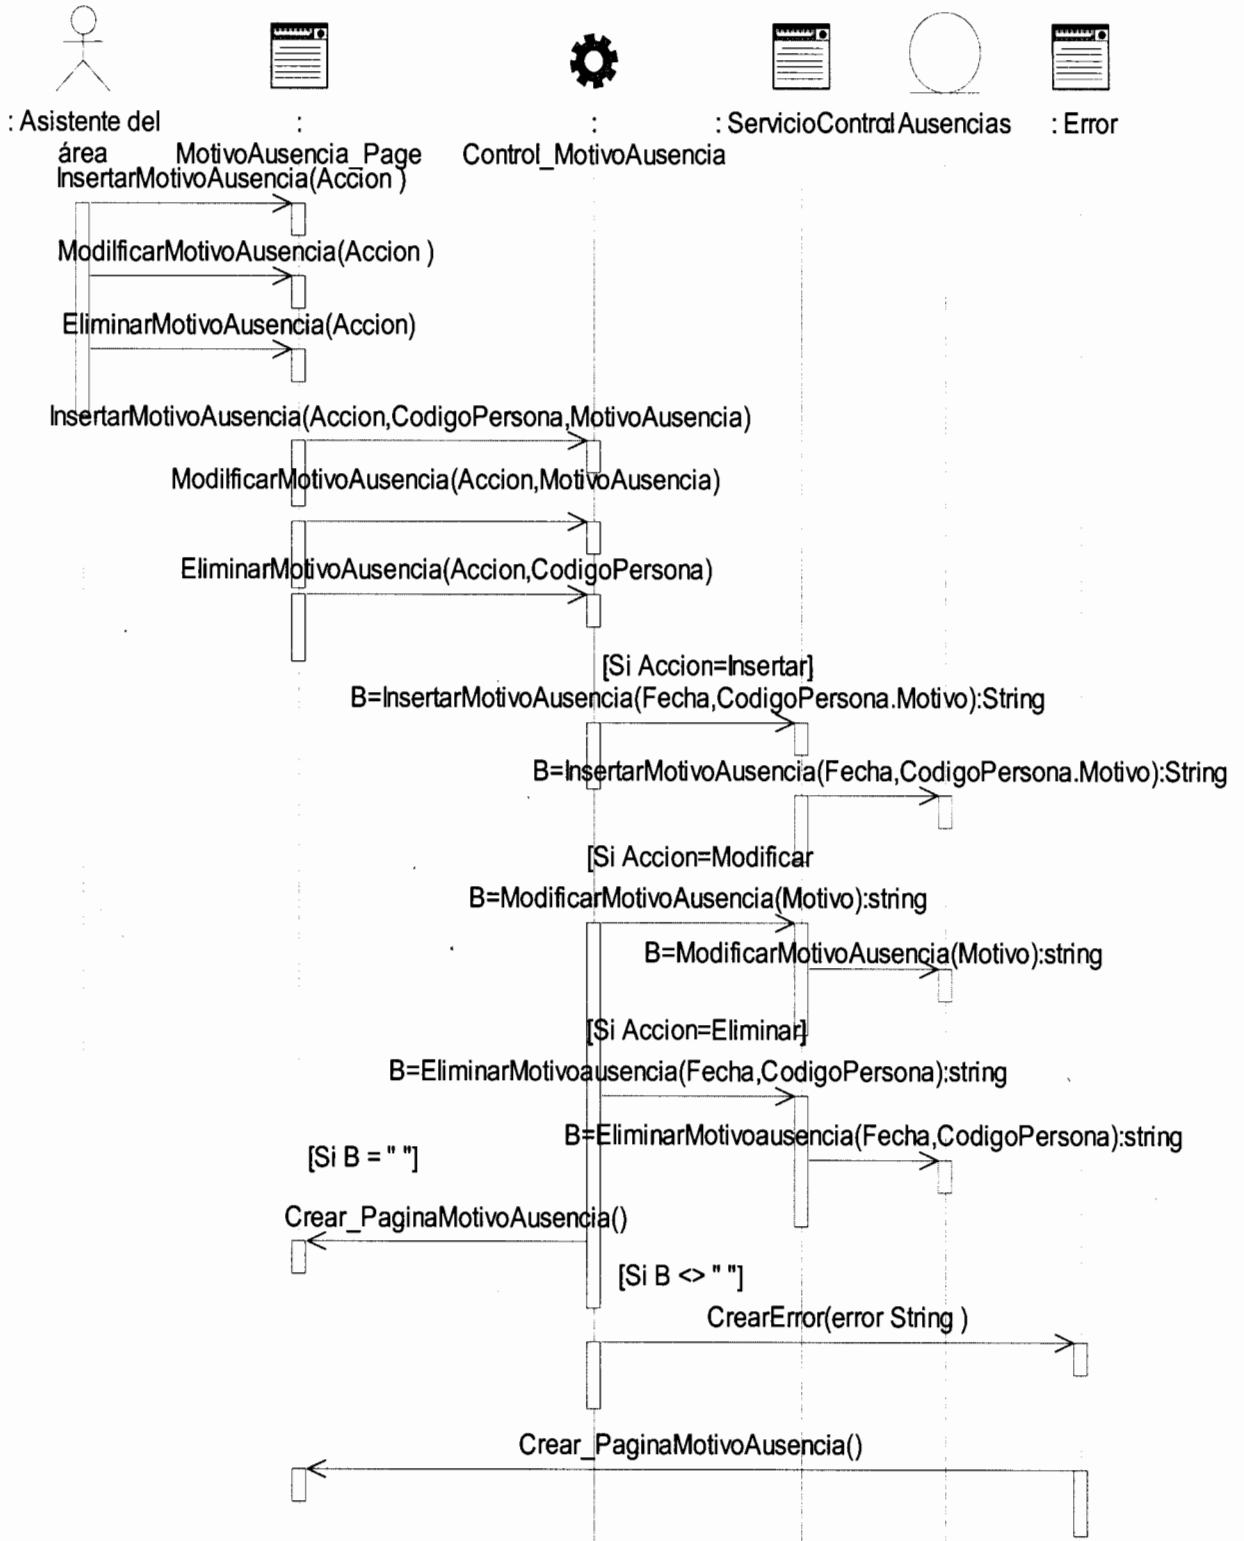 : Asistente del
área
:
MotivoAusencia_Page
:
Control_MotivoAusencia
: ServicioControl
Ausencias
: Error
InsertarMotivoAusencia(Accion )
ModilficarMotivoAusencia(Accion )
EliminarMotivoAusencia(Accion)
InsertarMotivoAusencia(Accion,CodigoPersona,MotivoAusencia)
ModilficarMotivoAusencia(Accion,MotivoAusencia)
EliminarMotivoAusencia(Accion,CodigoPersona)
[Si Accion=Insertar]
B=InsertarMotivoAusencia(Fecha,CodigoPersona.Motivo):String
B=InsertarMotivoAusencia(Fecha,CodigoPersona.Motivo):String
[Si Accion=Modificar
B=ModificarMotivoAusencia(Motivo):string
B=ModificarMotivoAusencia(Motivo):string
[Si Accion=Eliminar]
B=EliminarMotivoausencia(Fecha,CodigoPersona):string
B=EliminarMotivoausencia(Fecha,CodigoPersona):string
[Si B = " "]
Crear_PaginaMotivoAusencia()
[Si B <> " "]
CrearError(error String )
Crear_PaginaMotivoAusencia()